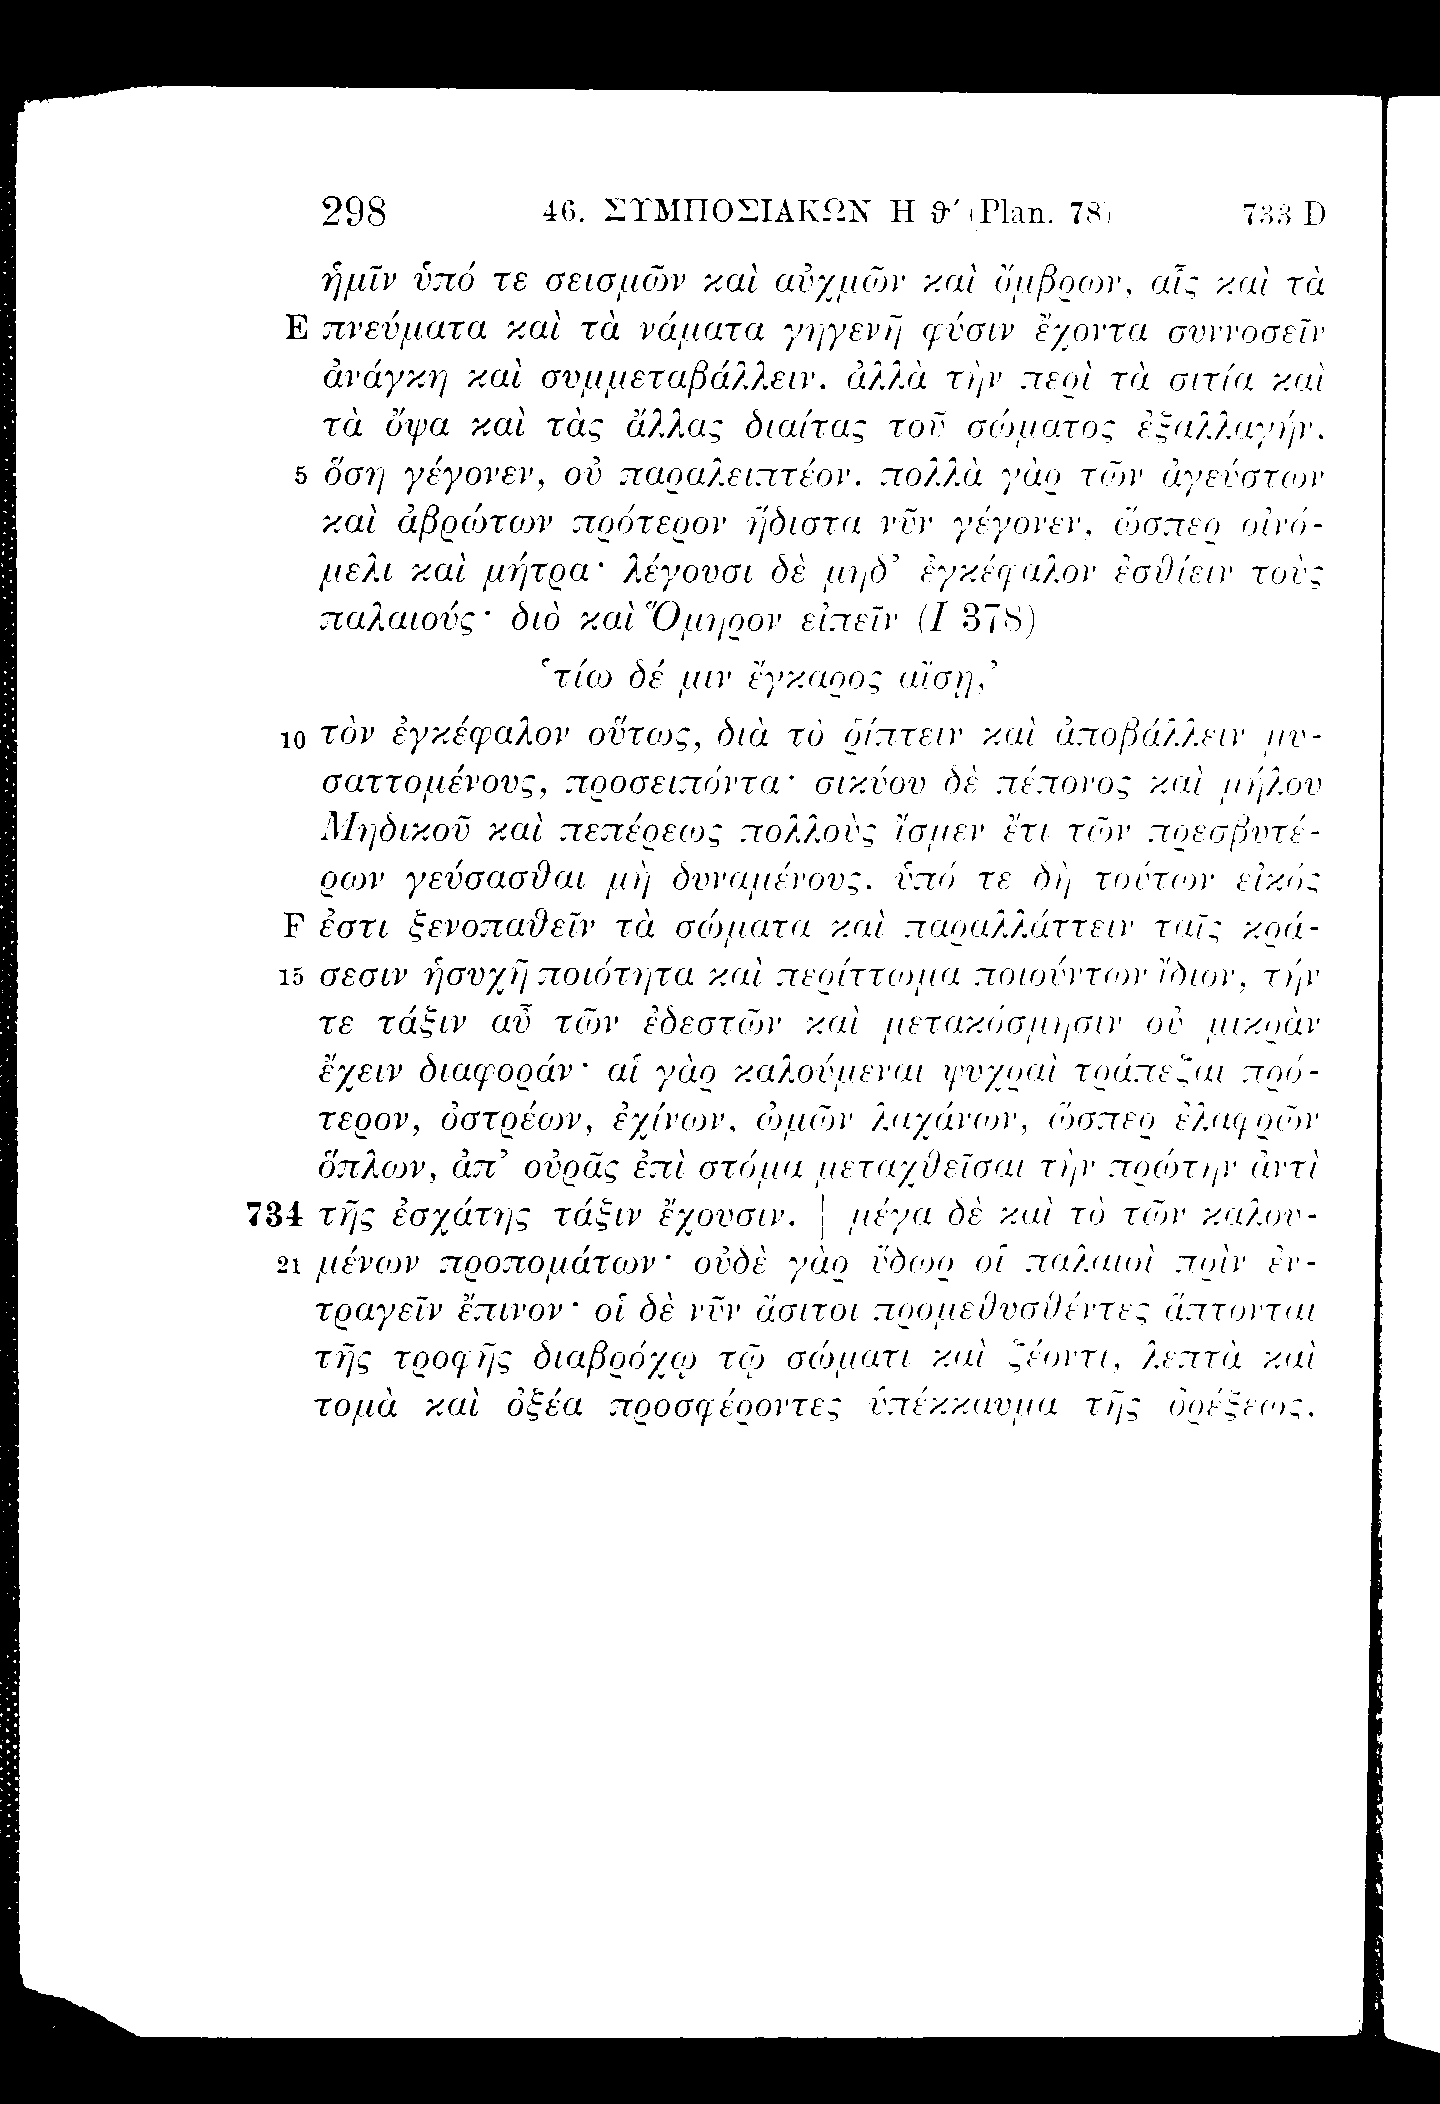 298 46. ΣΥΜΠΟΣΙΑΚΩΝ Η θ′ (Plan. 78) 733 D
ἡμῖν ὑπό τε σεισμῶν καὶ αὐχμῶν καὶ ὄμβρων, αἷς καὶ τὰ
E πνεύματα καὶ τὰ νάματα γηγενῆ φύσιν ἔχοντα συννοσεῖν
ἀνάγκη καὶ συμμεταβάλλειν. ἀλλὰ τὴν περὶ τὰ σιτία καὶ
τὰ ὄψα καὶ τὰς ἄλλας διαίτας τοῦ σώματος ἐξαλλαγήν,
5 ὅση γέγονεν, οὐ παραλειπτέον. πολλὰ γὰρ τῶν ἀγεύστων
καὶ ἀβρώτων πρότερον ἥδιστα νῦν γέγονεν, ὥσπερ οἰνό-
μελι καὶ μήτρα· λέγουσι δὲ μηδ’ ἐγκέφαλον ἐσθίειν τοὺς
παλαιούς· διὸ καὶ Ὅμηρον εἰπεῖν (I 378)
‘τίω δέ μιν ἔγκαρος αἴσῃ,’
10 τὸν ἐγκέφαλον οὕτως, διὰ τὸ ῥίπτειν καὶ ἀποβάλλειν μυ-
σαττομένους, προσειπόντα· σικύου δὲ πέπονος καὶ μήλου
Μηδικοῦ καὶ πεπέρεως πολλοὺς ἴσμεν ἔτι τῶν πρεσβυτέ-
ρων γεύσασθαι μὴ δυναμένους. ὑπό τε δὴ τούτων εἰκός
F ἐστι ξενοπαθεῖν τὰ σώματα καὶ παραλλάττειν ταῖς κρά-
15 σεσιν ἡσυχῇ ποιότητα καὶ περίττωμα ποιούντων ἴδιον, τήν
τε τάξιν αὖ τῶν ἐδεστῶν καὶ μετακόσμησιν οὐ μικρὰν
ἔχειν διαφοράν· αἱ γὰρ καλούμεναι ψυχραὶ τράπεζαι πρό-
τερον, ὀστρέων, ἐχίνων, ὠμῶν λαχάνων, ὥσπερ ἐλαφρῶν
ὅπλων, ἀπ’ οὐρᾶς ἐπὶ στόμα μεταχθεῖσαι τὴν πρώτην ἀντὶ
734 τῆς ἐσχάτης τάξιν ἔχουσιν. | μέγα δὲ καὶ τὸ τῶν καλου-
21 μένων προπομάτων· οὐδὲ γὰρ ὕδωρ οἱ παλαιοὶ πρὶν ἐν-
τραγεῖν ἔπινον· οἱ δὲ νῦν ἄσιτοι προμεθυσθέντες ἅπτονται
τῆς τροφῆς διαβρόχῳ τῷ σώματι καὶ ζέοντι, λεπτὰ καὶ
τομὰ καὶ ὀξέα προσφέροντες ὑπέκκαυμα τῆς ὀρέξεως,